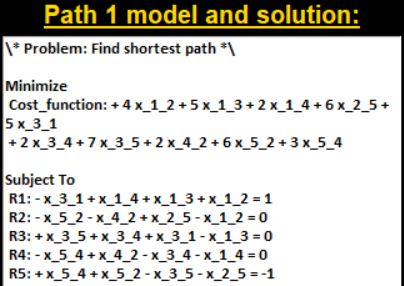 Path 1 model and solution:
\* Problem: Find shortest path *\
Minimize
Cost_function: + 4 x_1_2 + 5 x_1_3 + 2 x_1_4 + 6 x_2_5 +
5 x_3_1
+ 2 x_3_4 + 7 x_3_5 + 2 x_4_2 + 6 x_5_2 + 3 x_5_4
Subject To
R1: - x_3_1 + x_1_4 + x_1_3 + x_1_2 = 1
R2: - x_5_2 - x_4_2 + x_2_5 - x_1_2 = 0
R3: + x_3_5 + x_3_4 + x_3_1 - x_1_3 = 0
R4: - x_5_4 + x_4_2 - x_3_4 - x_1_4 = 0
R5: + x_5_4 + x_5_2 - x_3_5 - x_2_5 = -1